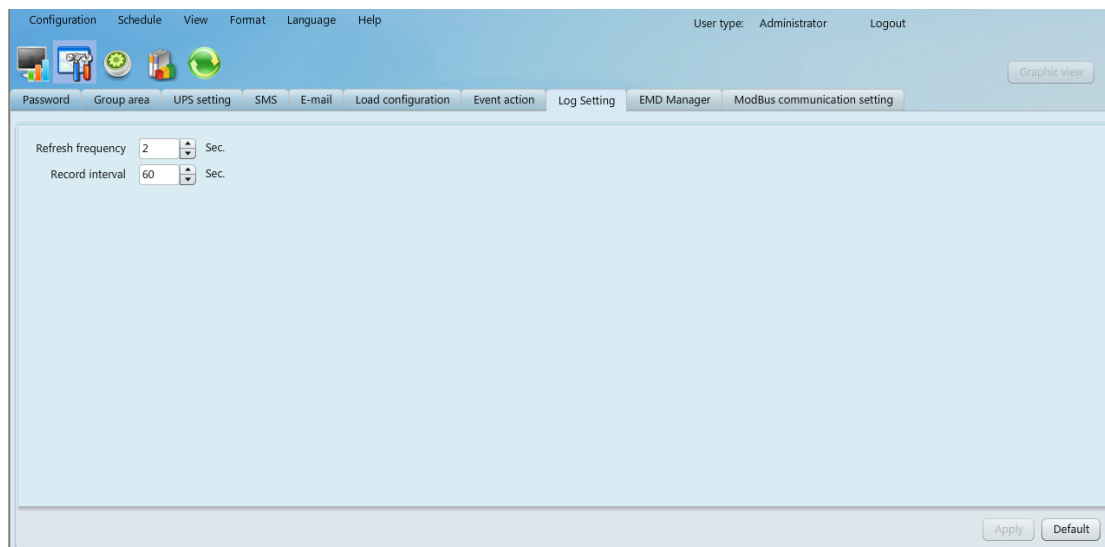 Configuration Schedule View Format Language Help User type: Administrator Logout
Graphic view
Password Group area UPS setting SMS E-mail Load configuration Event action Log Setting EMD Manager ModBus communication setting
Refresh frequency 2 Sec.
Record interval 60 Sec.
Apply Default